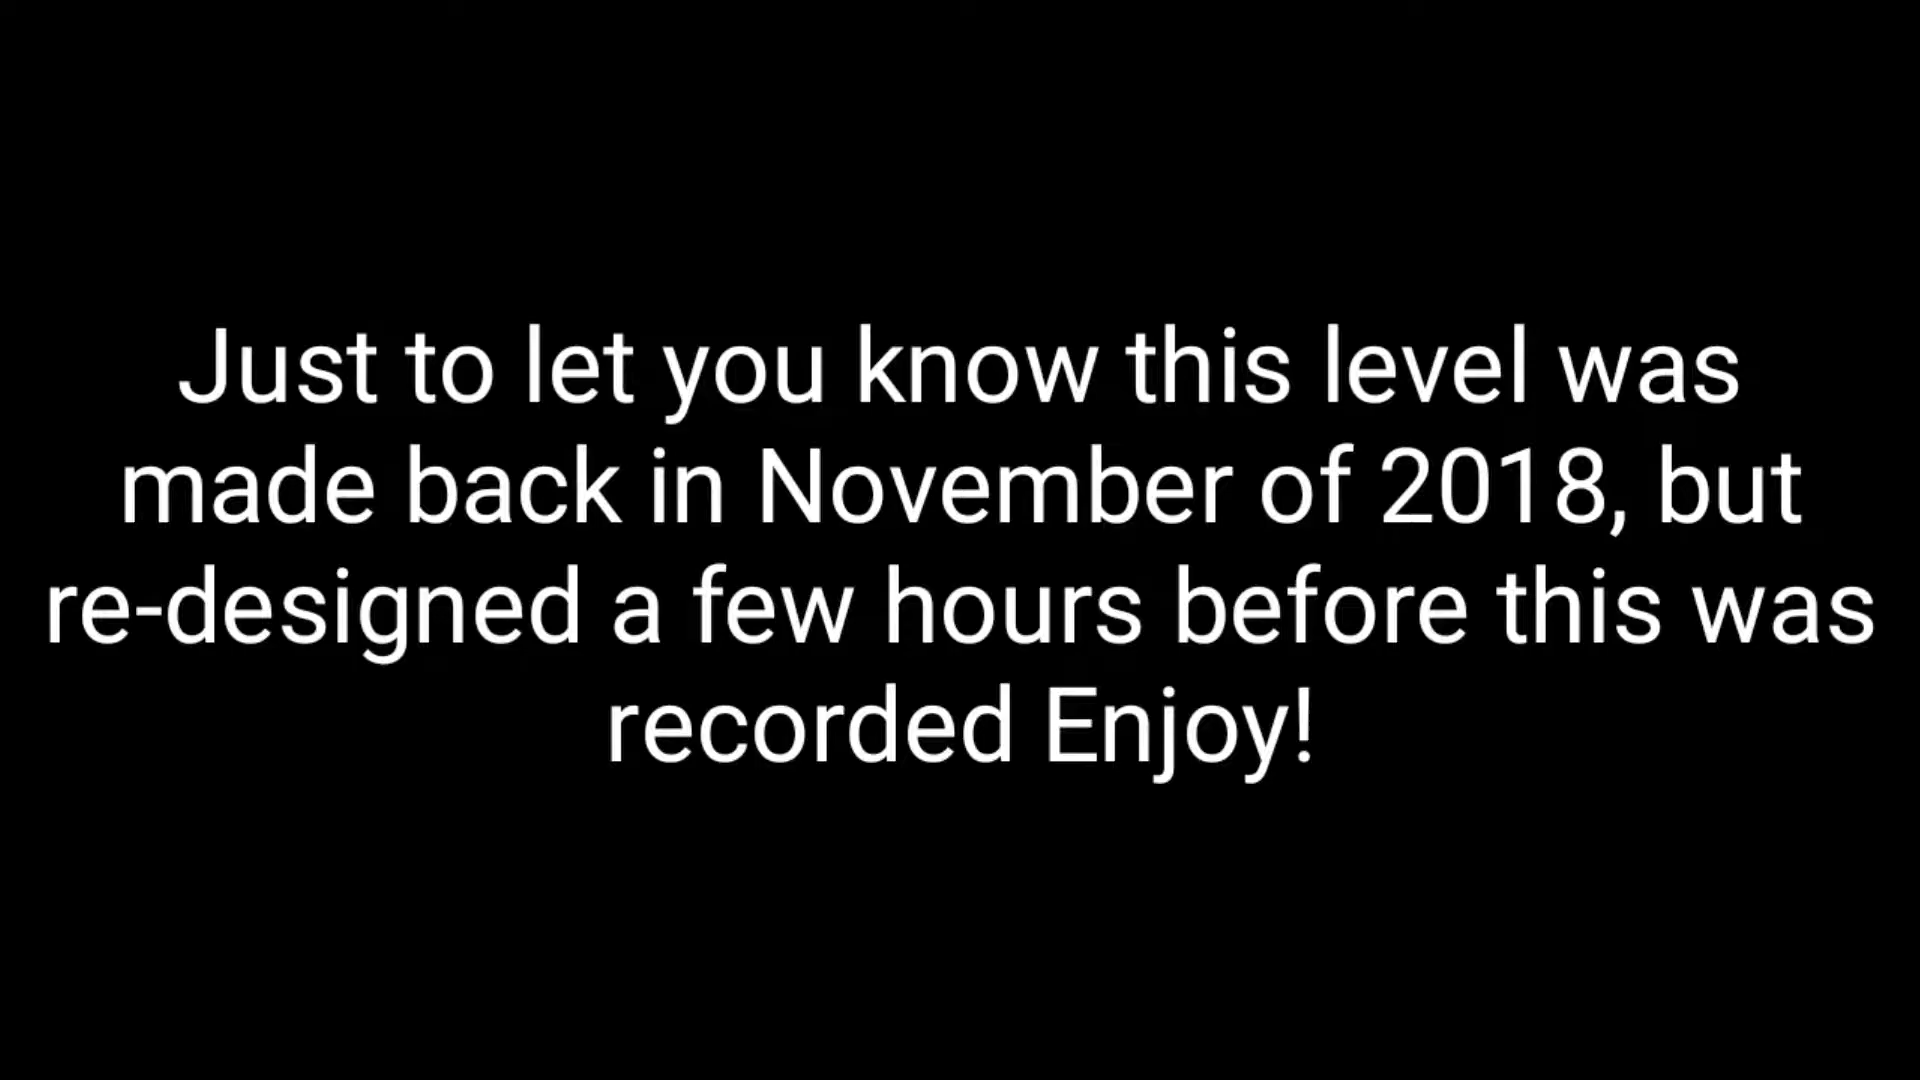 Just to let you know this level was
made back in November of 2018, but
re-designed a few hours before this was
recorded Enjoy!